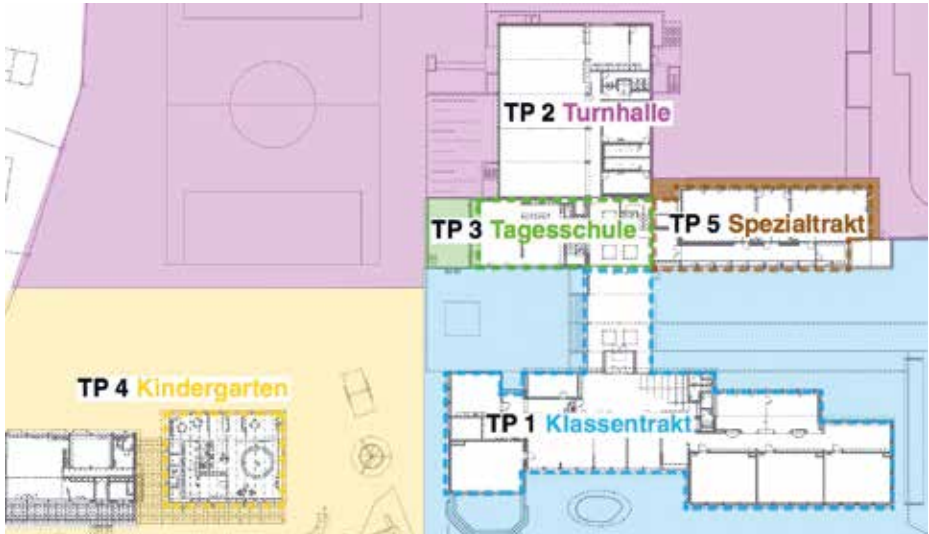 TP 2 Turnhalle
TP 3 Tagesschule
TP 5 Spezialtrakt
TP 4 Kindergarten
TP 1 Klassentrakt